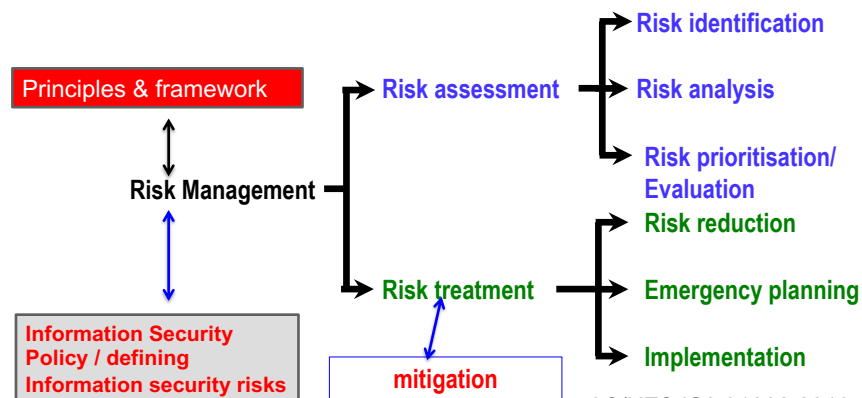 Risk identification
Principles & framework
Risk assessment
Risk analysis
Risk prioritisation/
Evaluation
Risk Management
Risk reduction
Risk treatment
Emergency planning
Information Security
Policy / defining
Information security risks
mitigation
Implementation